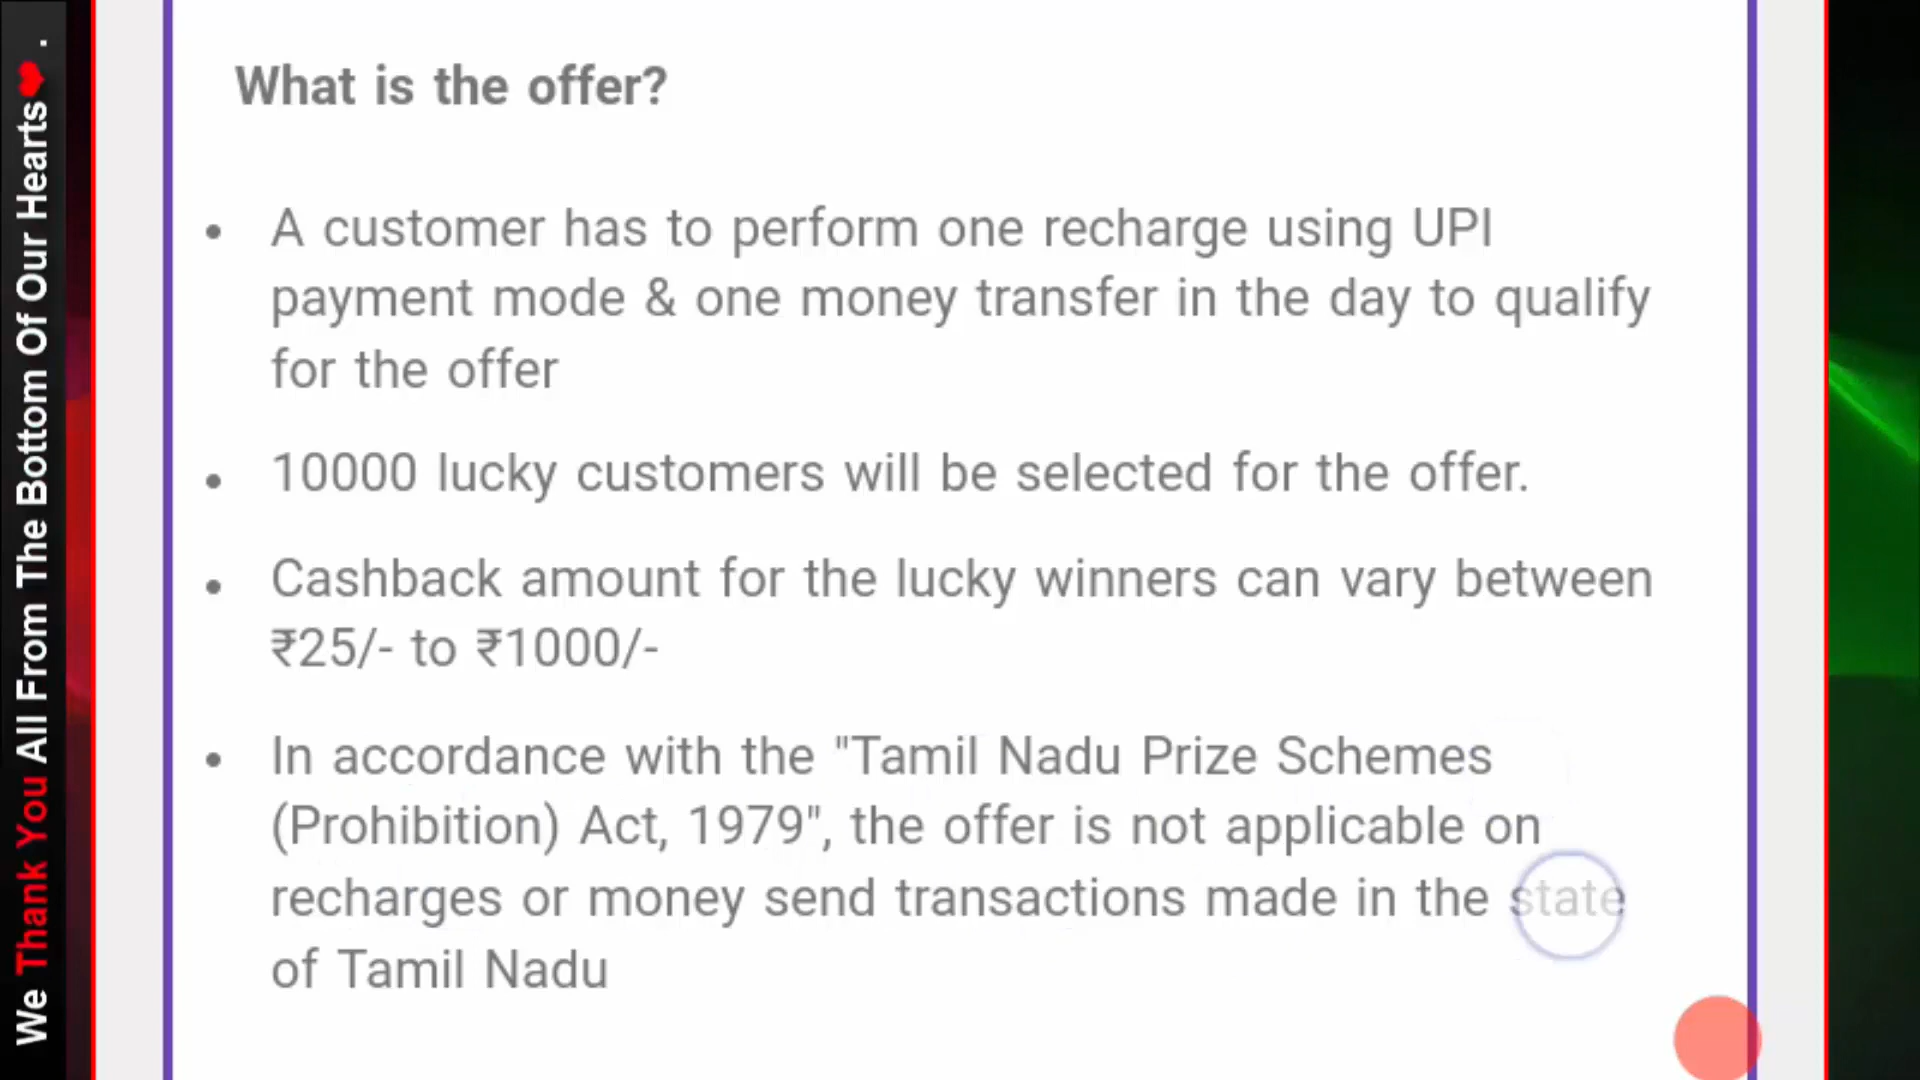 We Thank You All From The Bottom Of Our Hearts❤.
What is the offer?
• A customer has to perform one recharge using UPI
payment mode & one money transfer in the day to qualify
for the offer
• 10000 lucky customers will be selected for the offer.
• Cashback amount for the lucky winners can vary between
₹25/- to ₹1000/-
• In accordance with the "Tamil Nadu Prize Schemes
(Prohibition) Act, 1979", the offer is not applicable on
recharges or money send transactions made in the state
of Tamil Nadu